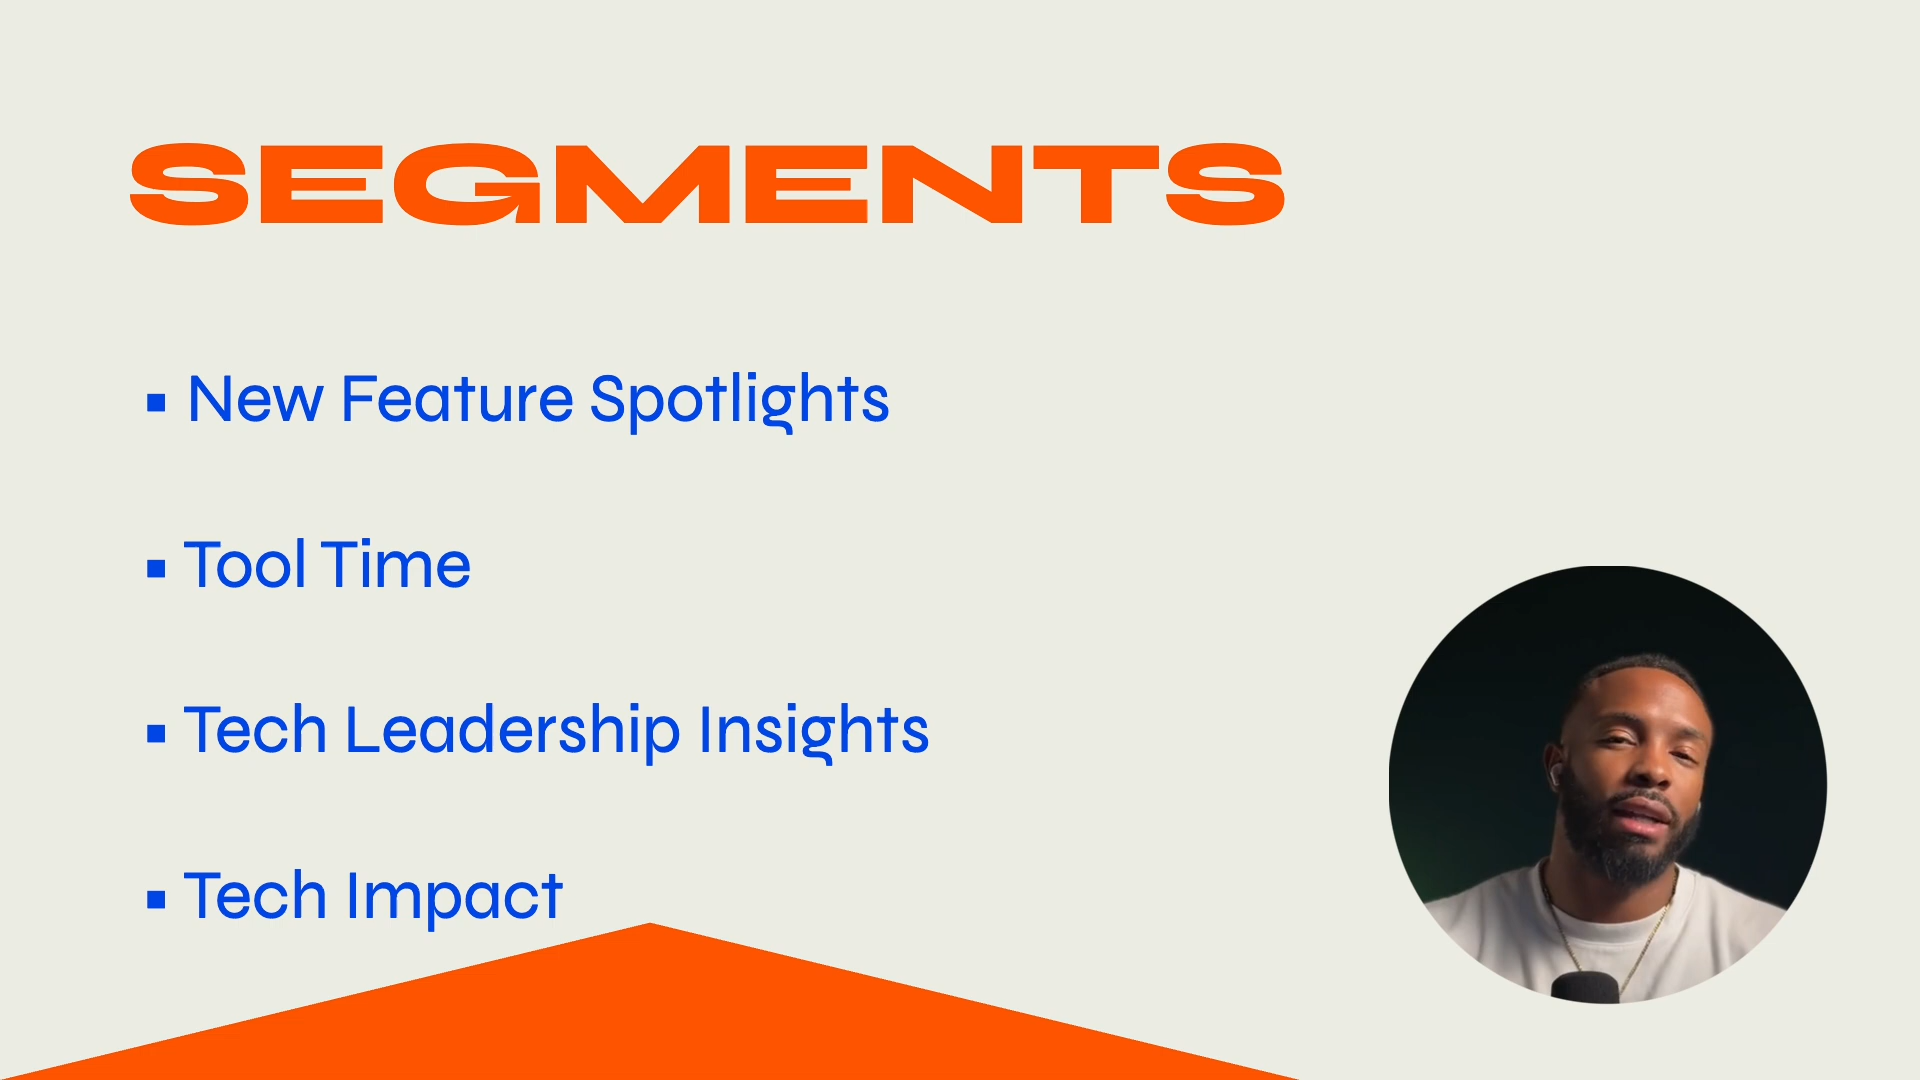 SEGMENTS
▪ New Feature Spotlights
▪ Tool Time
▪ Tech Leadership Insights
▪ Tech Impact